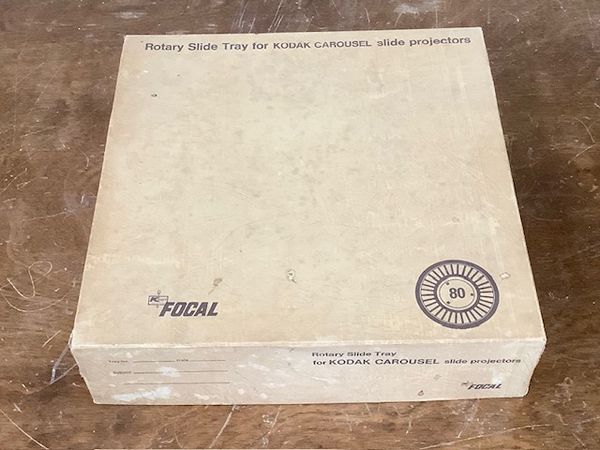 Rotary Slide Tray for KODAK CAROUSEL slide projectors
80
FOCAL
Rotary Slide Tray
for KODAK CAROUSEL slide projectors
FOCAL